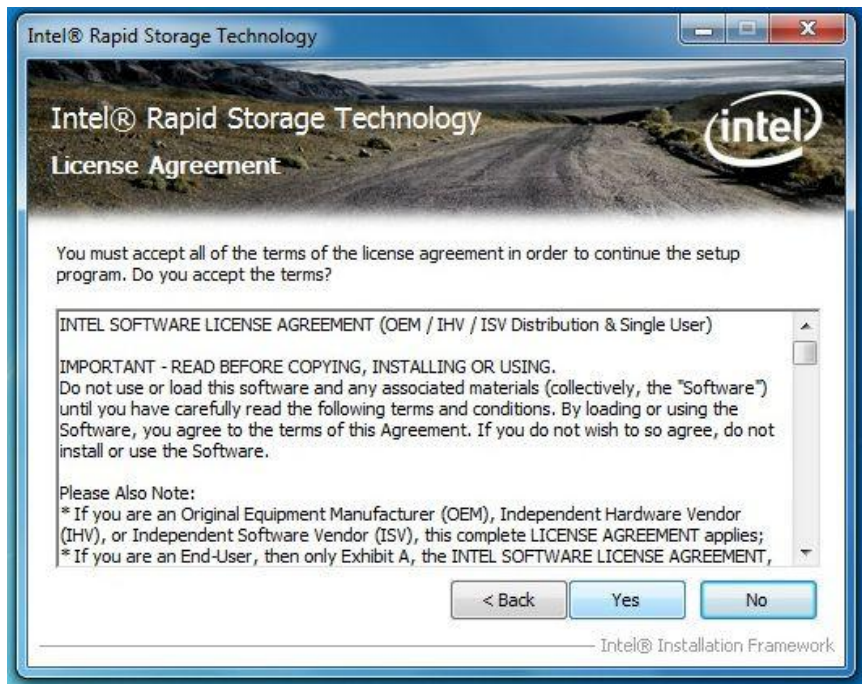 Intel® Rapid Storage Technology
Intel® Rapid Storage Technology
intel
License Agreement
You must accept all of the terms of the license agreement in order to continue the setup
program. Do you accept the terms?
INTEL SOFTWARE LICENSE AGREEMENT (OEM / IHV / ISV Distribution & Single User)
IMPORTANT - READ BEFORE COPYING, INSTALLING OR USING.
Do not use or load this software and any associated materials (collectively, the "Software")
until you have carefully read the following terms and conditions. By loading or using the
Software, you agree to the terms of this Agreement. If you do not wish to so agree, do not
install or use the Software.
Please Also Note:
* If you are an Original Equipment Manufacturer (OEM), Independent Hardware Vendor
(IHV), or Independent Software Vendor (ISV), this complete LICENSE AGREEMENT applies;
* If you are an End-User, then only Exhibit A, the INTEL SOFTWARE LICENSE AGREEMENT,
< Back Yes No
Intel® Installation Framework